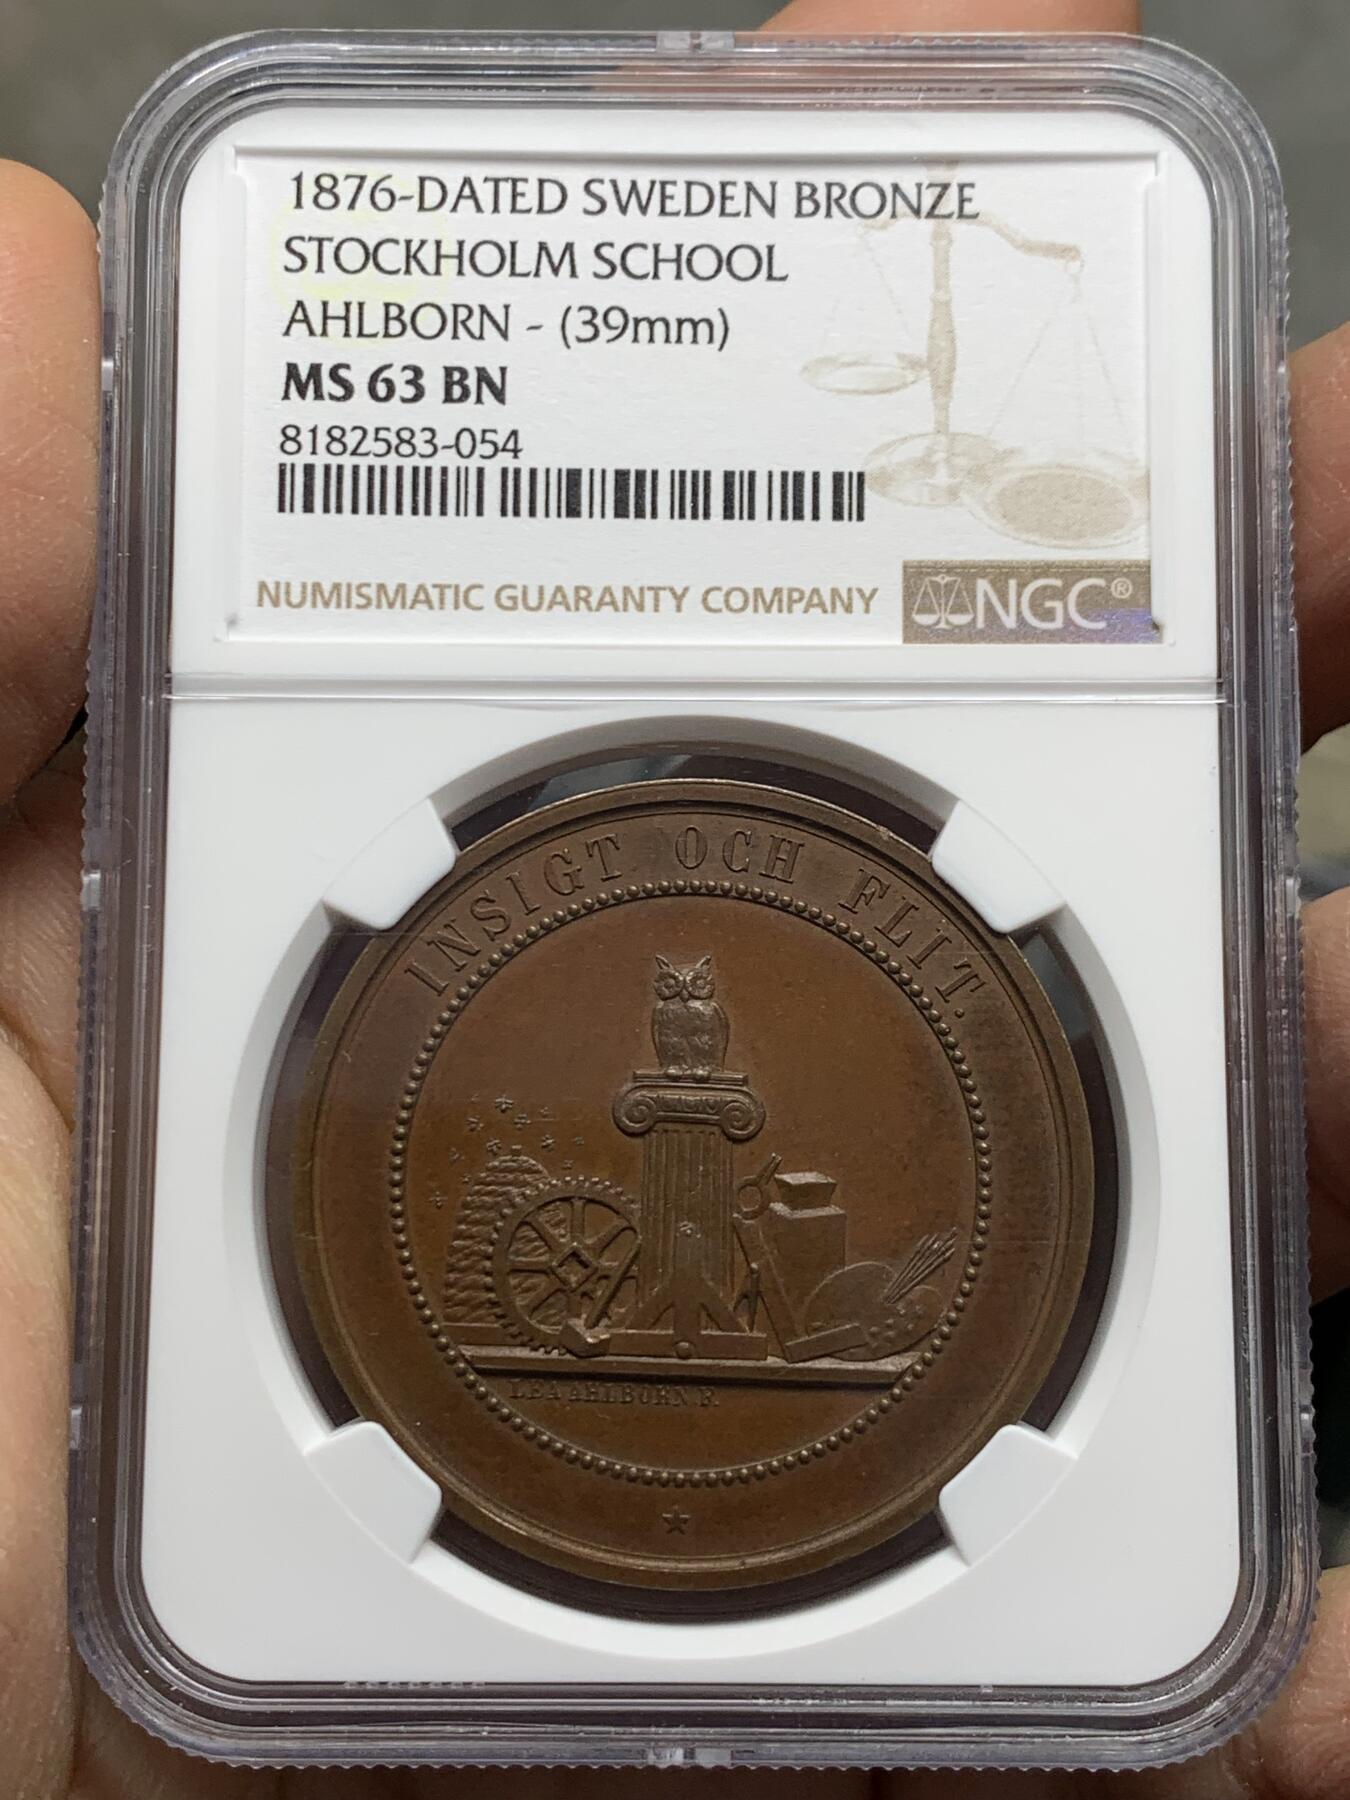 1876-DATED SWEDEN BRONZE
STOCKHOLM SCHOOL
AHLBORN - (39mm)
MS 63 BN
8182583-054
NUMISMATIC GUARANTY COMPANY
NGC®
INSIGT OCH FLIT.
LEA AHLBORN F.